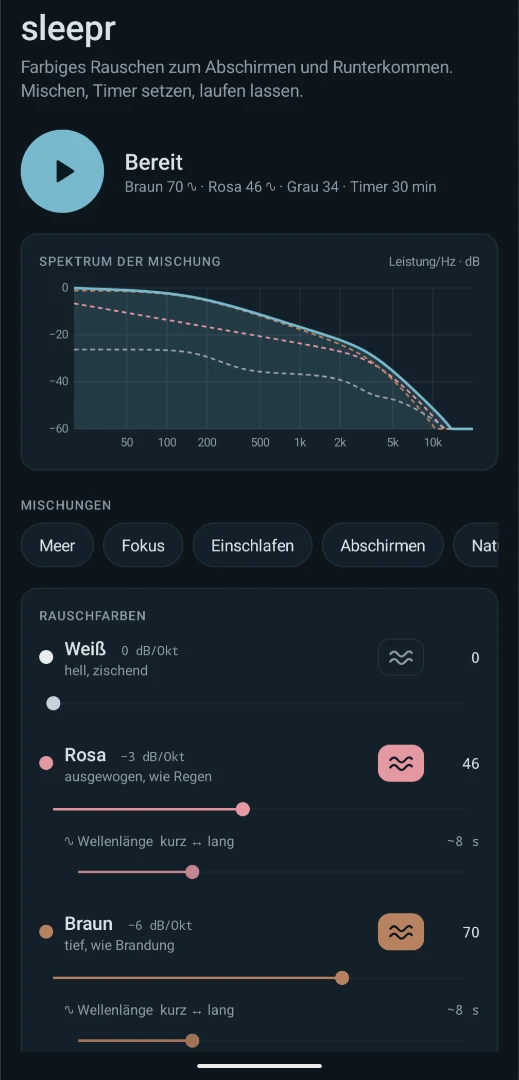 sleepr
Farbiges Rauschen zum Abschirmen und Runterkommen.
Mischen, Timer setzen, laufen lassen.
Bereit
Braun 70 ∿ · Rosa 46 ∿ · Grau 34 · Timer 30 min
SPEKTRUM DER MISCHUNG Leistung/Hz · dB
0
−20
−40
−60
50 100 200 500 1k 2k 5k 10k
MISCHUNGEN
Meer Fokus Einschlafen Abschirmen Nat
RAUSCHFARBEN
Weiß 0 dB/Okt 0
hell, zischend
Rosa −3 dB/Okt 46
ausgewogen, wie Regen
∿ Wellenlänge kurz ↔ lang ~8 s
Braun −6 dB/Okt 70
tief, wie Brandung
∿ Wellenlänge kurz ↔ lang ~8 s